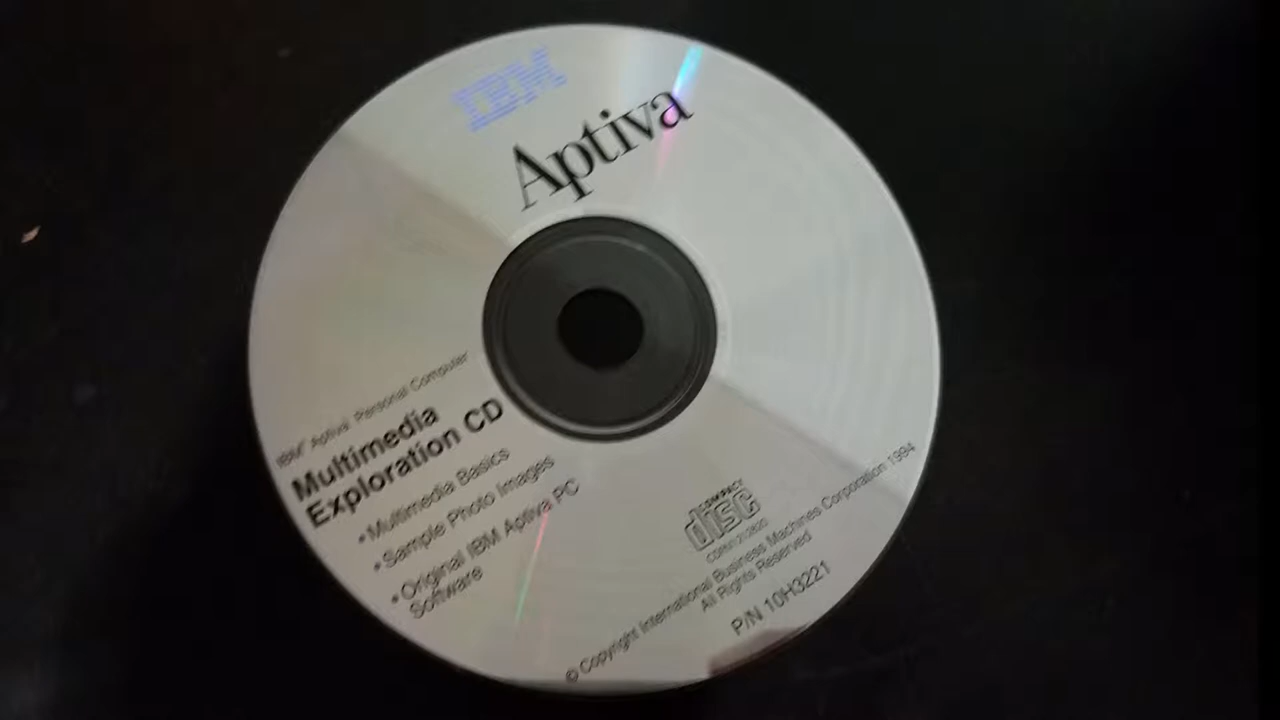 IBM
Aptiva
IBM® Aptiva™ Personal Computer
Multimedia
Exploration CD
• Multimedia Basics
• Sample Photo Images
• Original IBM Aptiva PC
Software
COMPACT
disc
© Copyright International Business Machines Corporation 1994
All Rights Reserved
P/N 10H3221